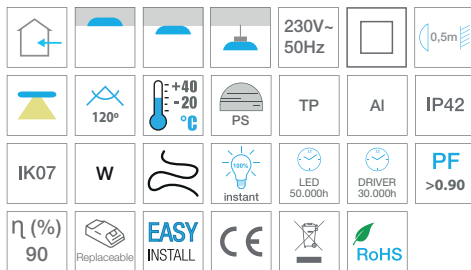 230V~
50Hz
0,5m
120º
+40
-20
°C
PS
TP
AI
IP42
IK07
W
100%
instant
LED
50.000h
DRIVER
30.000h
PF
>0.90
η (%)
90
Replaceable
EASY
INSTALL
CE
RoHS